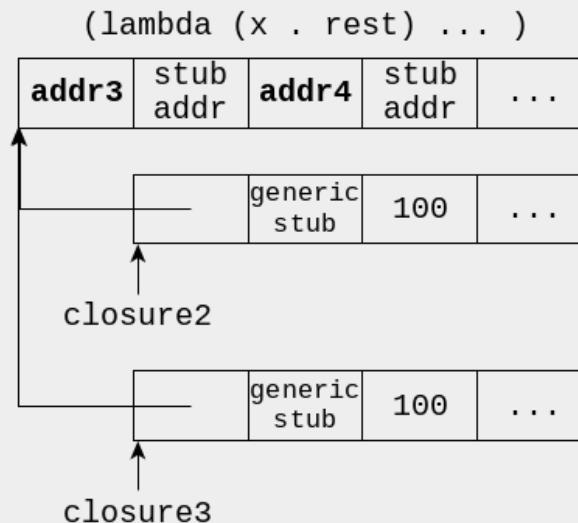 (lambda (x . rest) ... )
addr3 stub addr addr4 stub addr ...
generic stub 100 ...
closure2
generic stub 100 ...
closure3